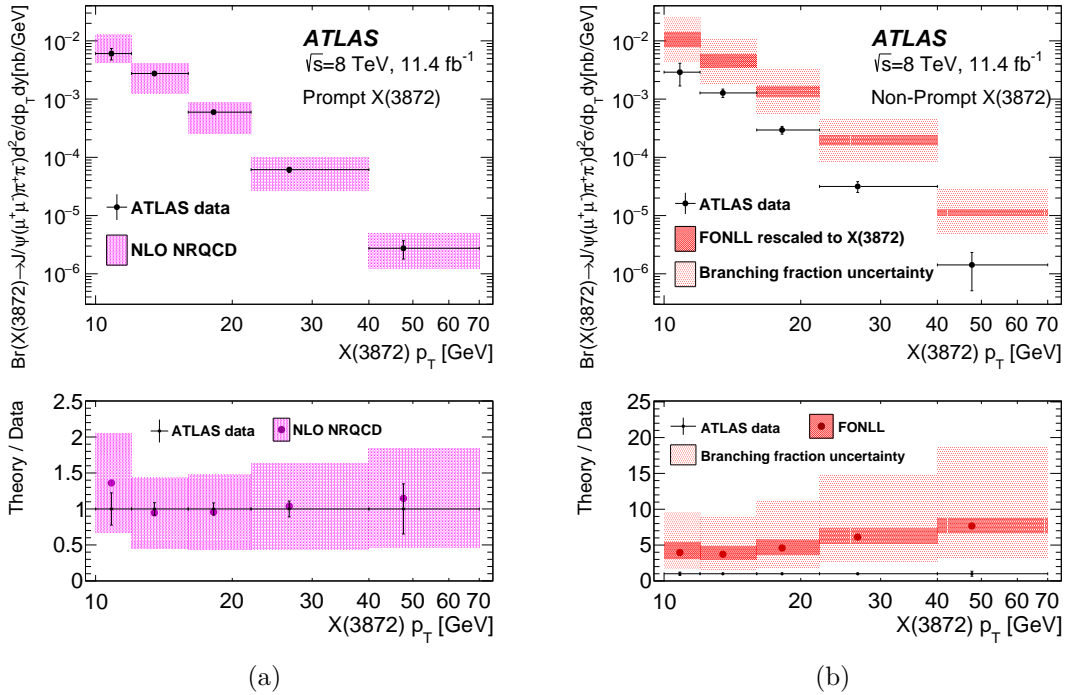 Br(X(3872)→J/ψ(μ⁺μ⁻)π⁺π⁻)d²σ/dp_T dy[nb/GeV]
10⁻²
10⁻³
10⁻⁴
10⁻⁵
10⁻⁶
ATLAS
√s=8 TeV, 11.4 fb⁻¹
Prompt X(3872)
ATLAS data
NLO NRQCD
10 20 30 40 50 60 70
X(3872) p_T [GeV]
Theory / Data
2.5
2
1.5
1
0.5
0
ATLAS data
NLO NRQCD
10 20 30 40 50 60 70
X(3872) p_T [GeV]
(a)
Br(X(3872)→J/ψ(μ⁺μ⁻)π⁺π⁻)d²σ/dp_T dy[nb/GeV]
10⁻²
10⁻³
10⁻⁴
10⁻⁵
10⁻⁶
ATLAS
√s=8 TeV, 11.4 fb⁻¹
Non-Prompt X(3872)
ATLAS data
FONLL rescaled to X(3872)
Branching fraction uncertainty
10 20 30 40 50 60 70
X(3872) p_T [GeV]
Theory / Data
25
20
15
10
5
0
ATLAS data
FONLL
Branching fraction uncertainty
10 20 30 40 50 60 70
X(3872) p_T [GeV]
(b)